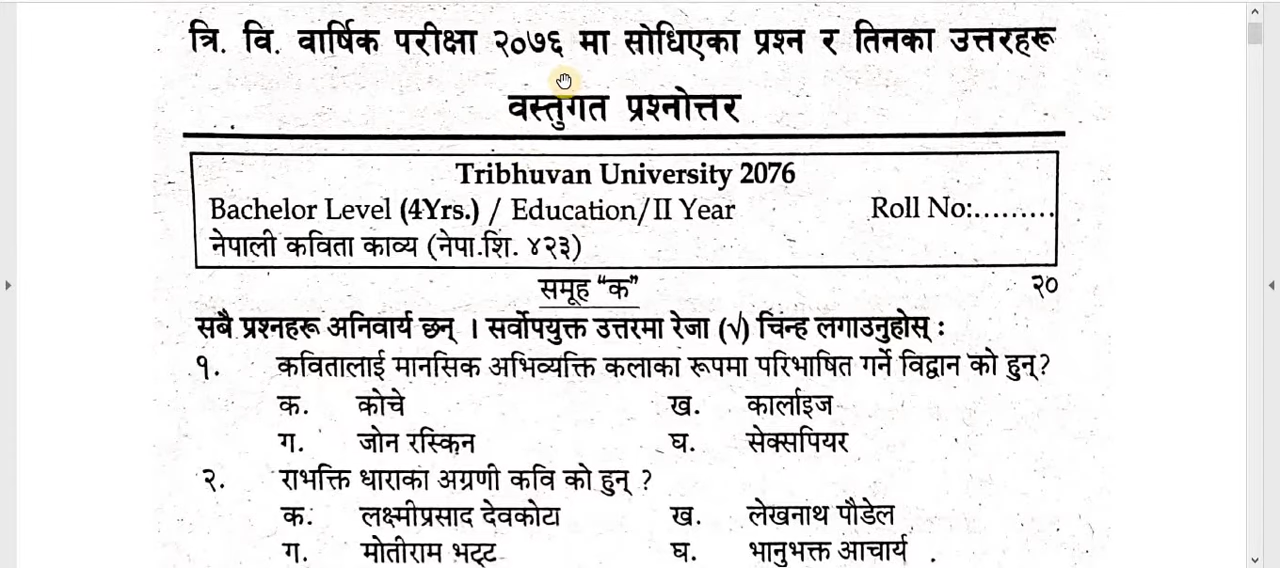 त्रि. वि. वार्षिक परीक्षा २०७६ मा सोधिएका प्रश्न र तिनका उत्तरहरू
वस्तुगत प्रश्नोत्तर
Tribhuvan University 2076
Bachelor Level (4Yrs.) / Education/II Year Roll No:.........
नेपाली कविता काव्य (नेपा.शि. ४२३)
समूह “क” २०
सबै प्रश्नहरू अनिवार्य छन् । सर्वोपयुक्त उत्तरमा रेजा (√) चिन्ह लगाउनुहोस् :
१. कवितालाई मानसिक अभिव्यक्ति कलाका रूपमा परिभाषित गर्ने विद्वान को हुन्?
क. कोचे ख. कार्लाइज
ग. जोन रस्किन घ. सेक्सपियर
२. राभक्ति धाराका अग्रणी कवि को हुन् ?
क. लक्ष्मीप्रसाद देवकोटा ख. लेखनाथ पौडेल
ग. मोतीराम भट्ट घ. भानुभक्त आचार्य